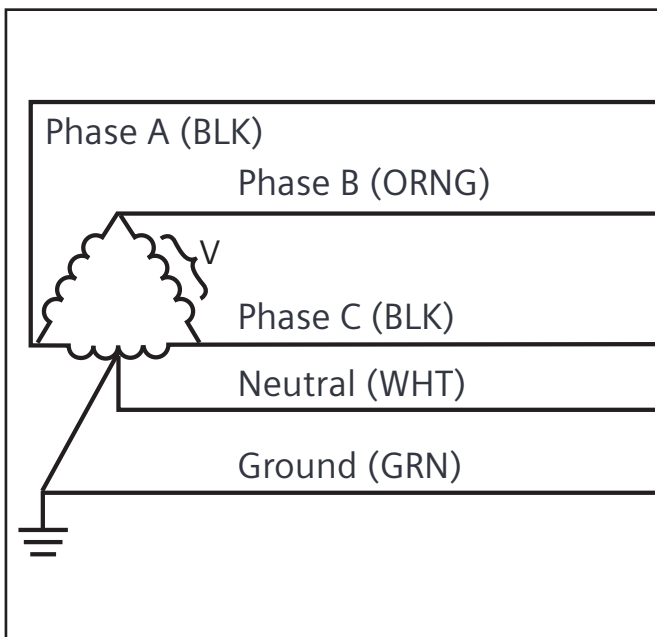 Phase A (BLK)
Phase B (ORNG)
V
Phase C (BLK)
Neutral (WHT)
Ground (GRN)